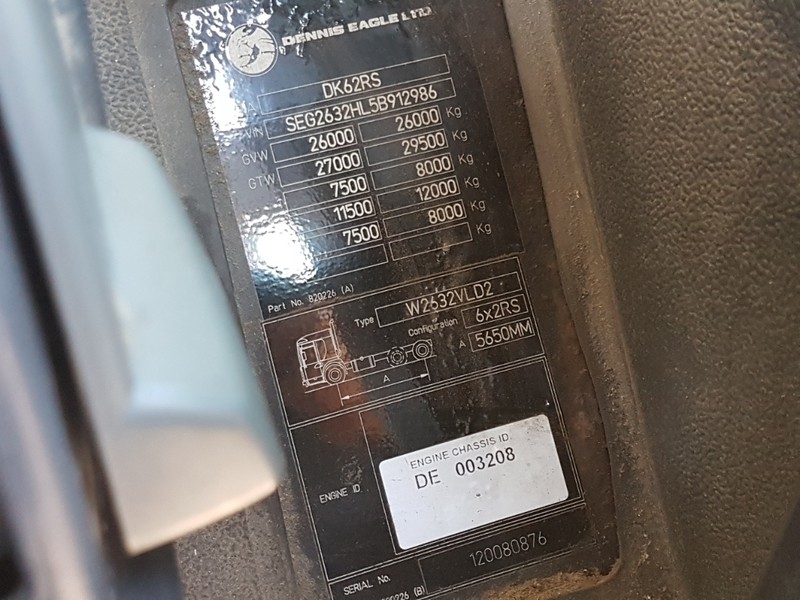 DENNIS EAGLE LTD
DK62RS
VIN SEG2632HL5B912986
GVW 26000 26000 Kg
GTW 27000 29500 Kg
7500 8000 Kg
11500 12000 Kg
7500 8000 Kg
Kg
Part No. 820226 (A)
Type W2632VLD2
Configuration 6x2RS
A 5650MM
A
ENGINE CHASSIS ID.
ENGINE ID DE 003208
SERIAL No. 120080876
820226 (B)